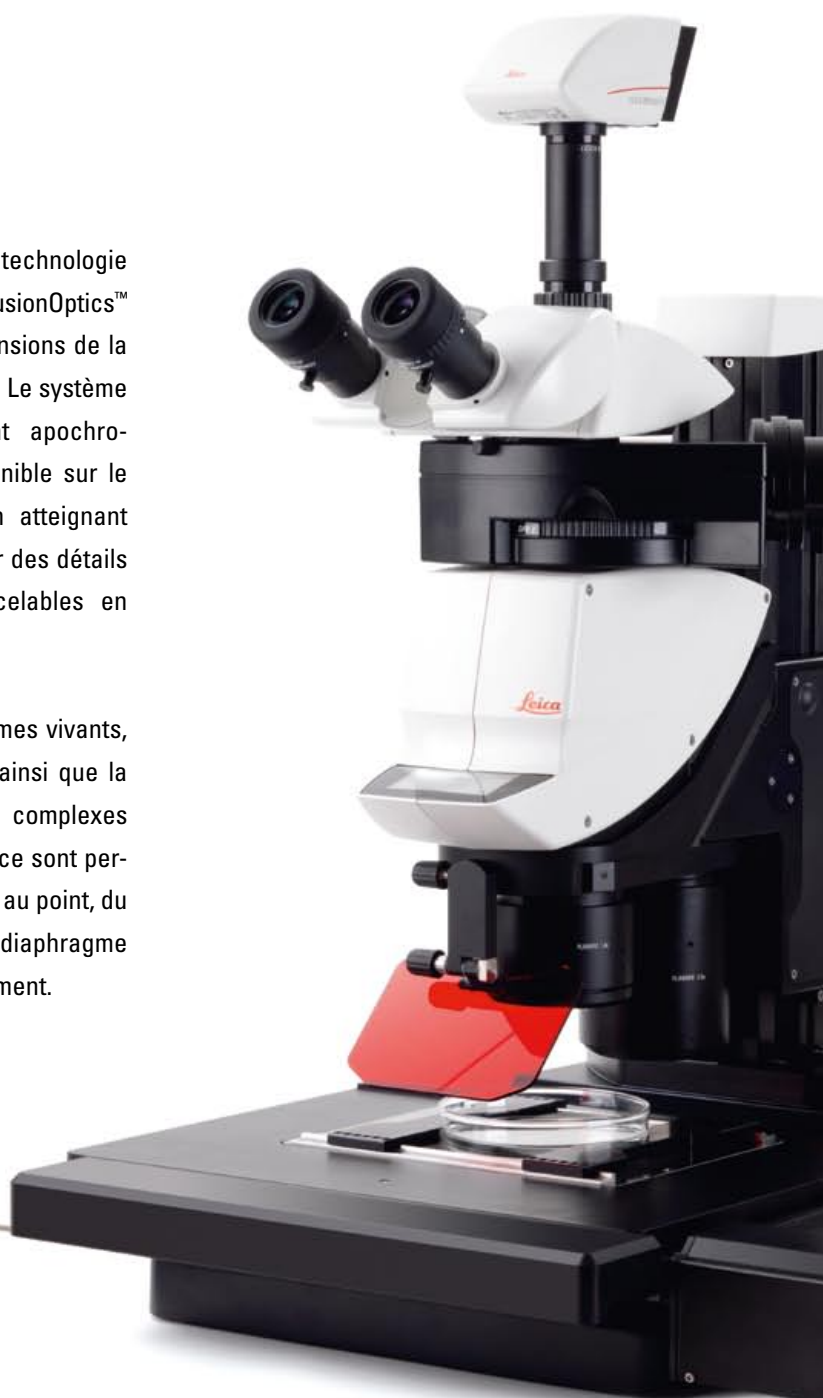 technologie
usionOptics™
nsions de la
Le système
t apochro-
nible sur le
n atteignant
r des détails
celables en
mes vivants,
ainsi que la
complexes
ce sont per-
au point, du
diaphragme
ment.
Leica
Leica